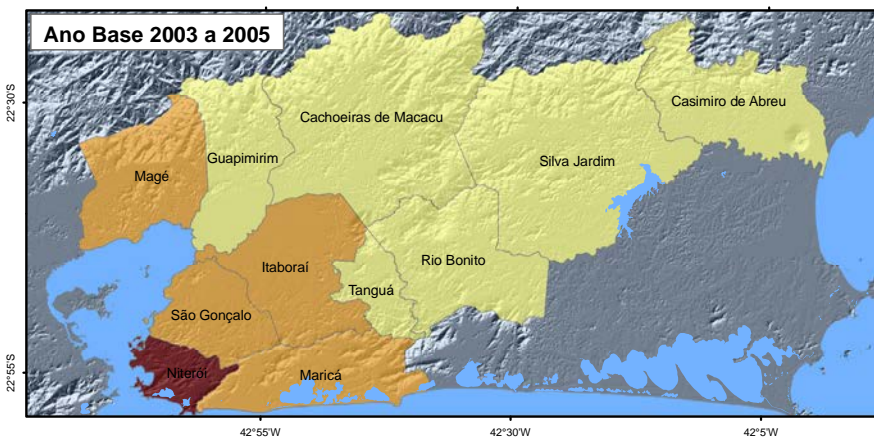 Ano Base 2003 a 2005
22°30'S
22°55'S
Casimiro de Abreu
Cachoeiras de Macacu
Guapimirim
Silva Jardim
Magé
Rio Bonito
Itaboraí
Tanguá
São Gonçalo
Niterói
Maricá
42°55'W
42°30'W
42°5'W